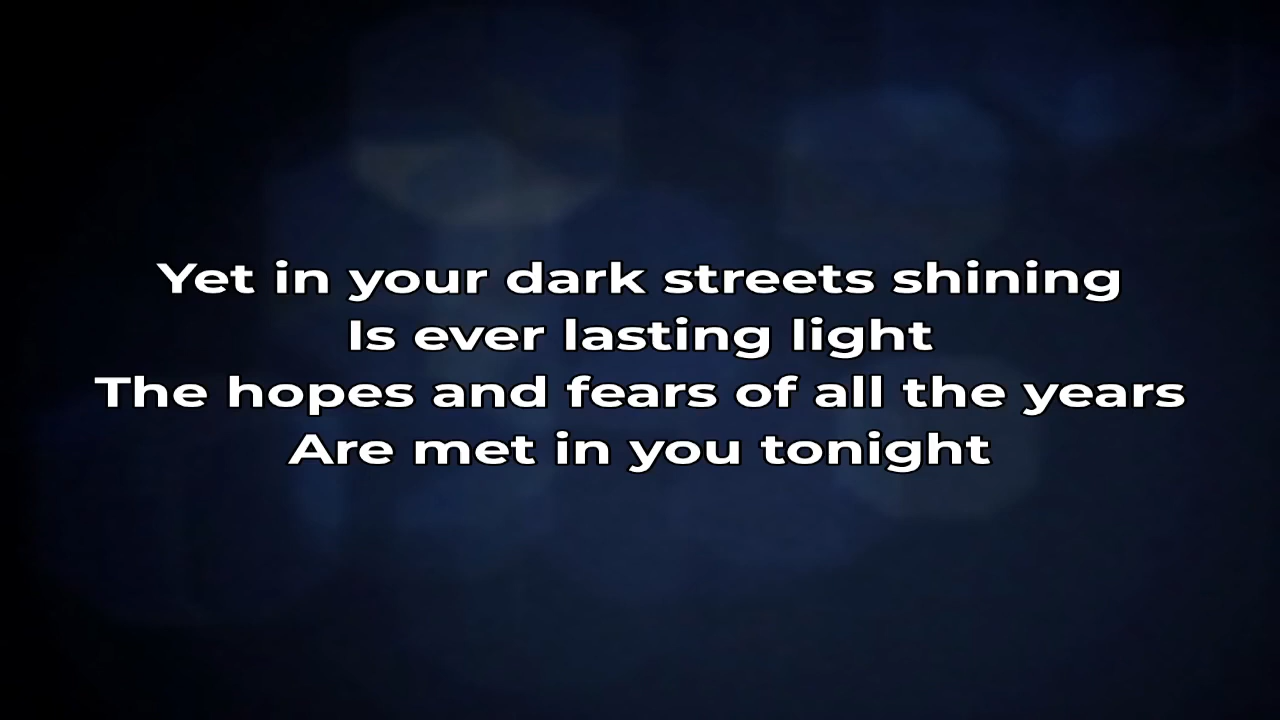 Yet in your dark streets shining
Is ever lasting light
The hopes and fears of all the years
Are met in you tonight